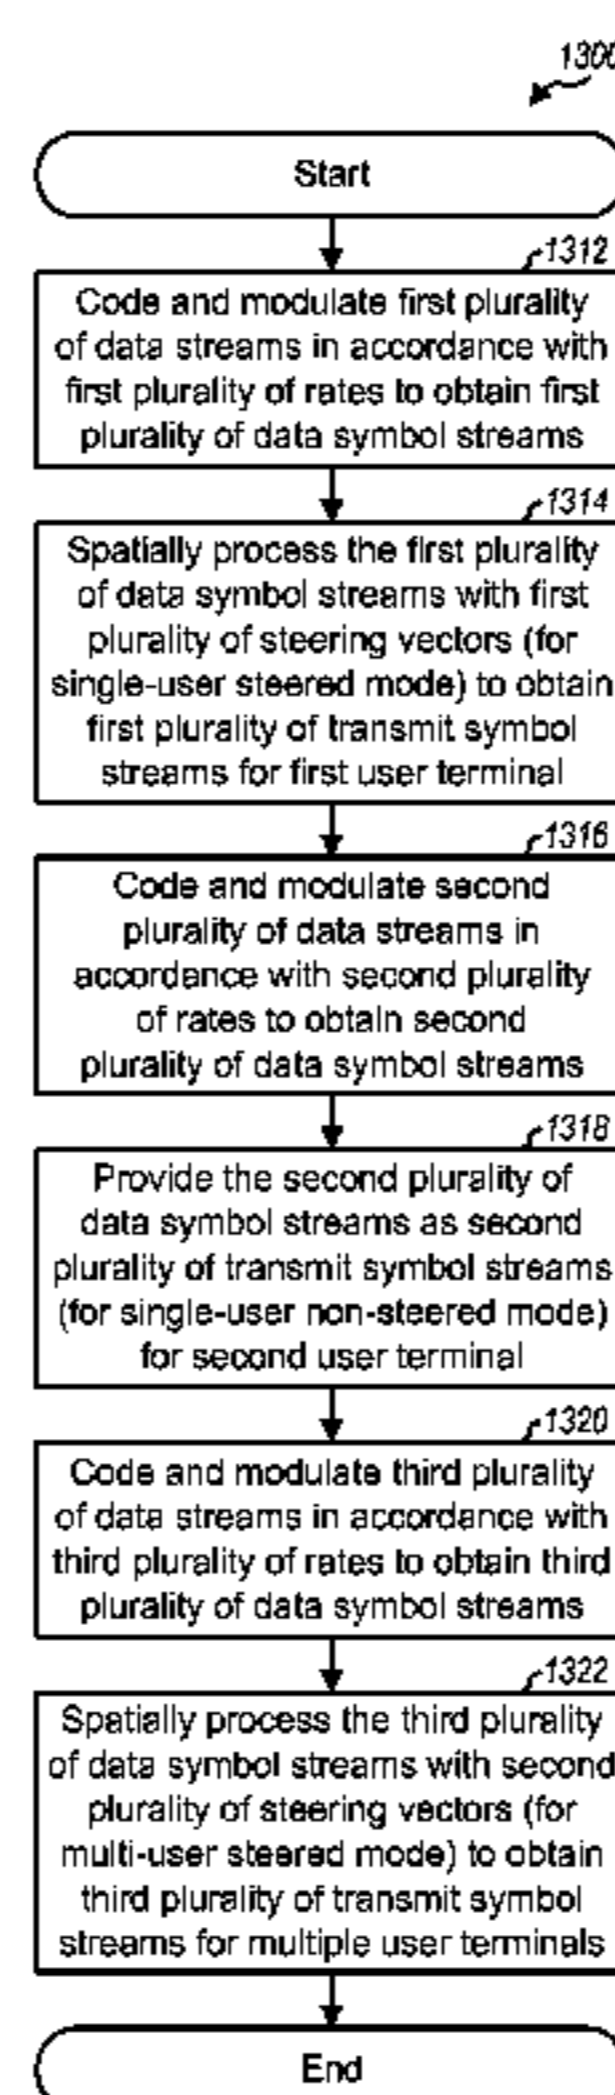 1300
Start
1312
Code and modulate first plurality
of data streams in accordance with
first plurality of rates to obtain first
plurality of data symbol streams
1314
Spatially process the first plurality
of data symbol streams with first
plurality of steering vectors (for
single-user steered mode) to obtain
first plurality of transmit symbol
streams for first user terminal
1316
Code and modulate second
plurality of data streams in
accordance with second plurality
of rates to obtain second
plurality of data symbol streams
1318
Provide the second plurality of
data symbol streams as second
plurality of transmit symbol streams
(for single-user non-steered mode)
for second user terminal
1320
Code and modulate third plurality
of data streams in accordance with
third plurality of rates to obtain third
plurality of data symbol streams
1322
Spatially process the third plurality
of data symbol streams with second
plurality of steering vectors (for
multi-user steered mode) to obtain
third plurality of transmit symbol
streams for multiple user terminals
End